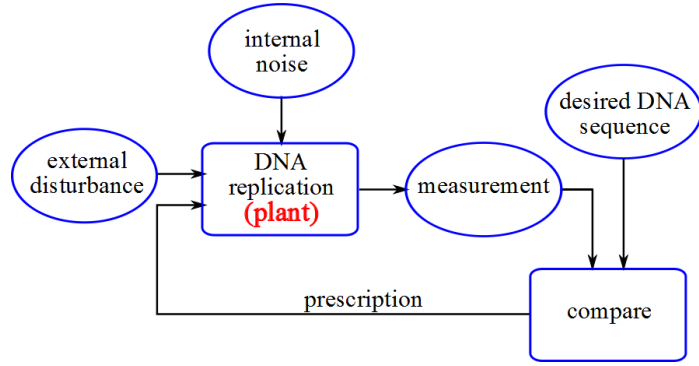 internal
noise
desired DNA
sequence
external
disturbance
DNA
replication
(plant)
measurement
prescription
compare